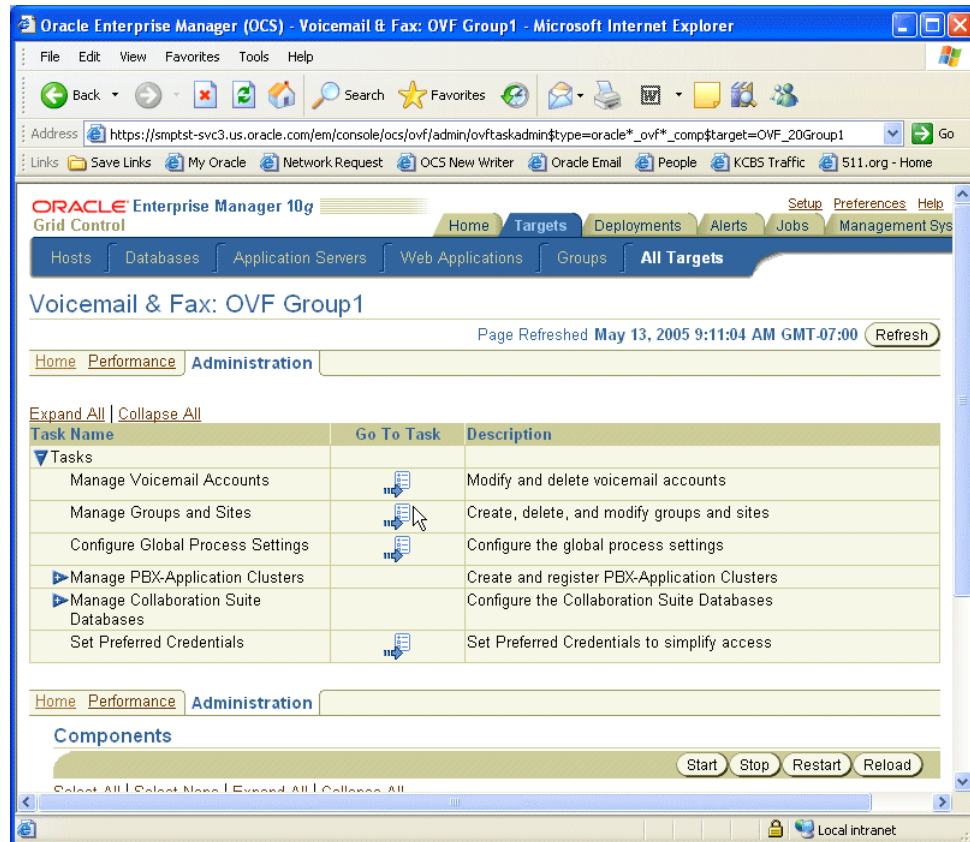 Oracle Enterprise Manager (OCS) - Voicemail & Fax: OVF Group1 - Microsoft Internet Explorer
File Edit View Favorites Tools Help
Back Search Favorites
Address https://smptst-svc3.us.oracle.com/em/console/ocs/ovf/admin/ovftaskadmin$type=oracle*_ovf*_comp$target=OVF_20Group1 Go
Links Save Links My Oracle Network Request OCS New Writer Oracle Email People KCBS Traffic 511.org - Home
ORACLE Enterprise Manager 10g
Grid Control
Setup Preferences Help
Home Targets Deployments Alerts Jobs Management Sys
Hosts Databases Application Servers Web Applications Groups All Targets
Voicemail & Fax: OVF Group1
Page Refreshed May 13, 2005 9:11:04 AM GMT-07:00 Refresh
Home Performance Administration
Expand All | Collapse All
Task Name Go To Task Description
Tasks
Manage Voicemail Accounts Modify and delete voicemail accounts
Manage Groups and Sites Create, delete, and modify groups and sites
Configure Global Process Settings Configure the global process settings
Manage PBX-Application Clusters Create and register PBX-Application Clusters
Manage Collaboration Suite Databases Configure the Collaboration Suite Databases
Set Preferred Credentials Set Preferred Credentials to simplify access
Home Performance Administration
Components
Start Stop Restart Reload
Select All | Select None | Expand All | Collapse All
Local intranet